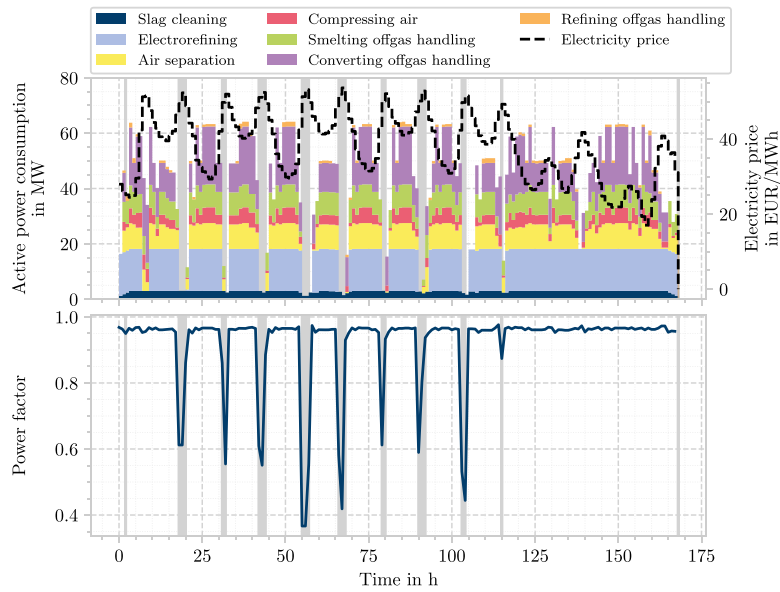 Slag cleaning
Electrorefining
Air separation
Compressing air
Smelting offgas handling
Converting offgas handling
Refining offgas handling
Electricity price
80
60
40
20
0
Active power consumption
in MW
40
20
0
Electricity price
in EUR/MWh
1.0
0.8
0.6
0.4
Power factor
0 25 50 75 100 125 150 175
Time in h